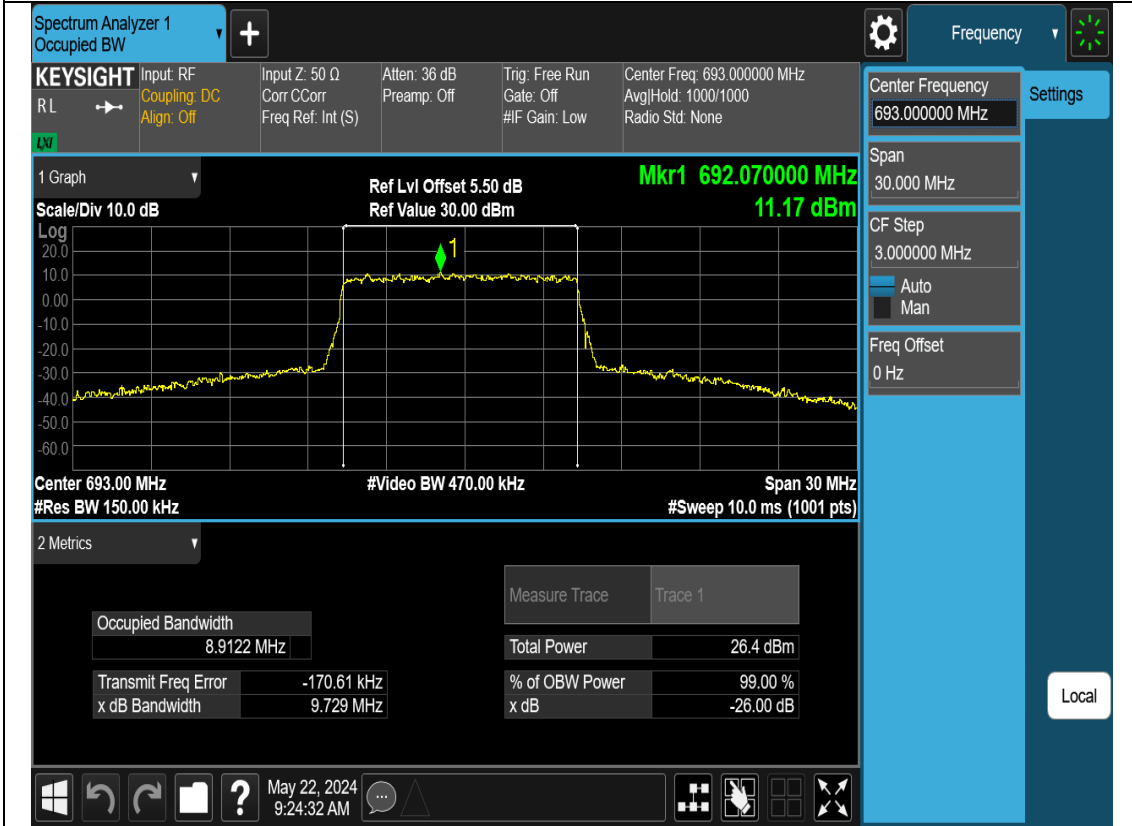 Spectrum Analyzer 1
Occupied BW
+
Frequency
KEYSIGHT
R L
LXI
Input: RF
Coupling: DC
Align: Off
Input Z: 50 Ω
Corr CCorr
Freq Ref: Int (S)
Atten: 36 dB
Preamp: Off
Trig: Free Run
Gate: Off
#IF Gain: Low
Center Freq: 693.000000 MHz
Avg|Hold: 1000/1000
Radio Std: None
Center Frequency
693.000000 MHz
Settings
Span
30.000 MHz
CF Step
3.000000 MHz
Auto
Man
Freq Offset
0 Hz
Local
1 Graph
Scale/Div 10.0 dB
Ref Lvl Offset 5.50 dB
Ref Value 30.00 dBm
Mkr1 692.070000 MHz
11.17 dBm
Log
20.0
10.0
0.00
-10.0
-20.0
-30.0
-40.0
-50.0
-60.0
1
Center 693.00 MHz
#Video BW 470.00 kHz
Span 30 MHz
#Res BW 150.00 kHz
#Sweep 10.0 ms (1001 pts)
2 Metrics
Measure Trace
Trace 1
Occupied Bandwidth
8.9122 MHz
Total Power
26.4 dBm
Transmit Freq Error
-170.61 kHz
% of OBW Power
99.00 %
x dB Bandwidth
9.729 MHz
x dB
-26.00 dB
?
May 22, 2024
9:24:32 AM